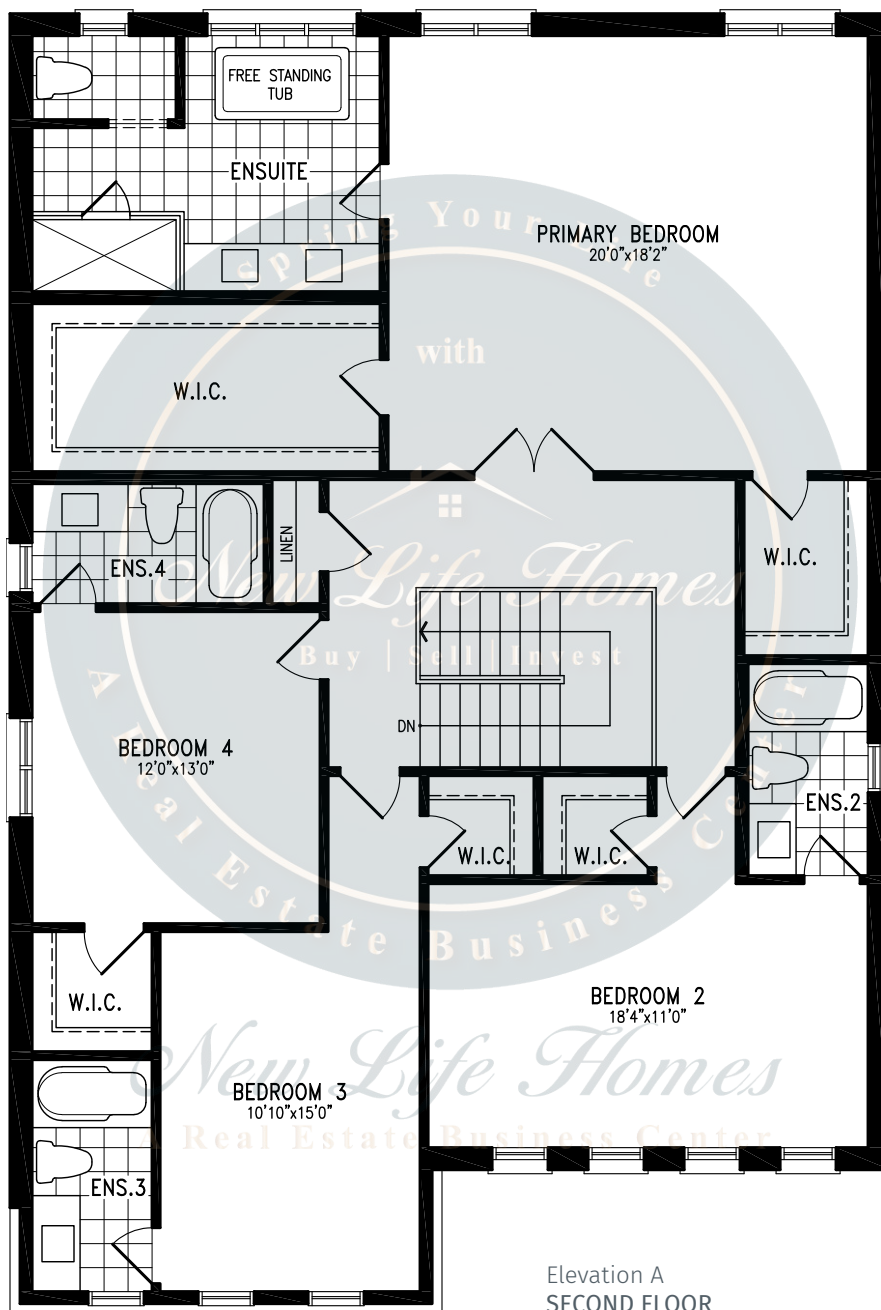 FREE STANDING
TUB
ENSUITE
PRIMARY BEDROOM
20'0"x18'2"
Spring Your Life
with
W.I.C.
LINEN
ENS.4
W.I.C.
New Life Homes
Buy | Sell | Invest
A Real Estate Business Center
DN
BEDROOM 4
12'0"x13'0"
ENS.2
W.I.C.
W.I.C.
W.I.C.
BEDROOM 2
18'4"x11'0"
New Life Homes
BEDROOM 3
10'10"x15'0"
A Real Estate Business Center
ENS.3
Elevation A
SECOND FLOOR